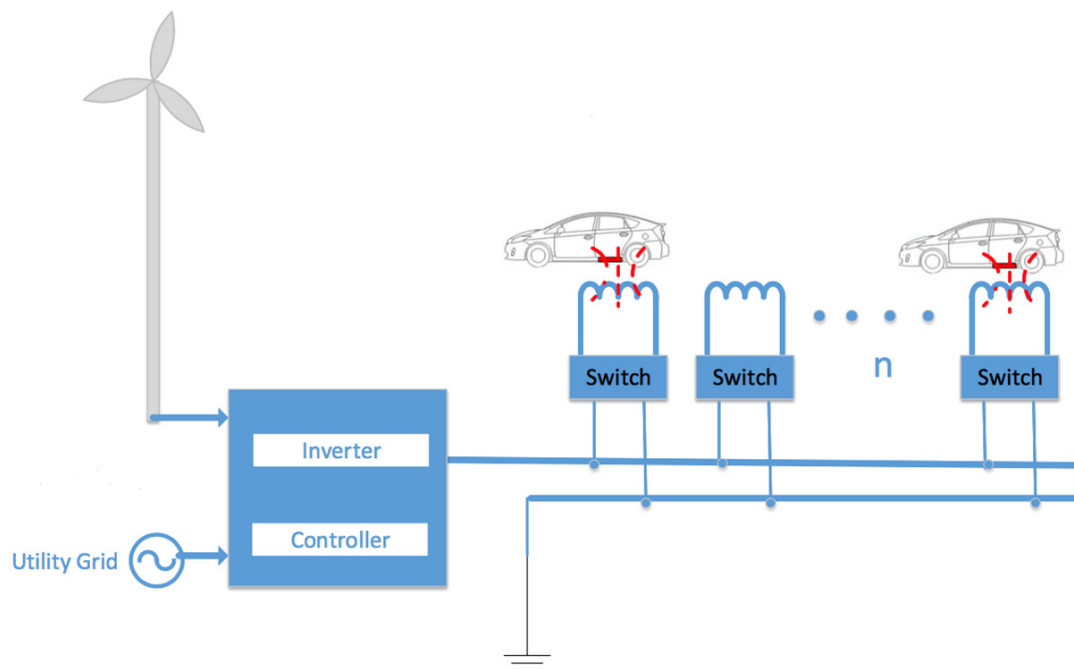 Switch
Switch
n
Switch
Inverter
Controller
Utility Grid